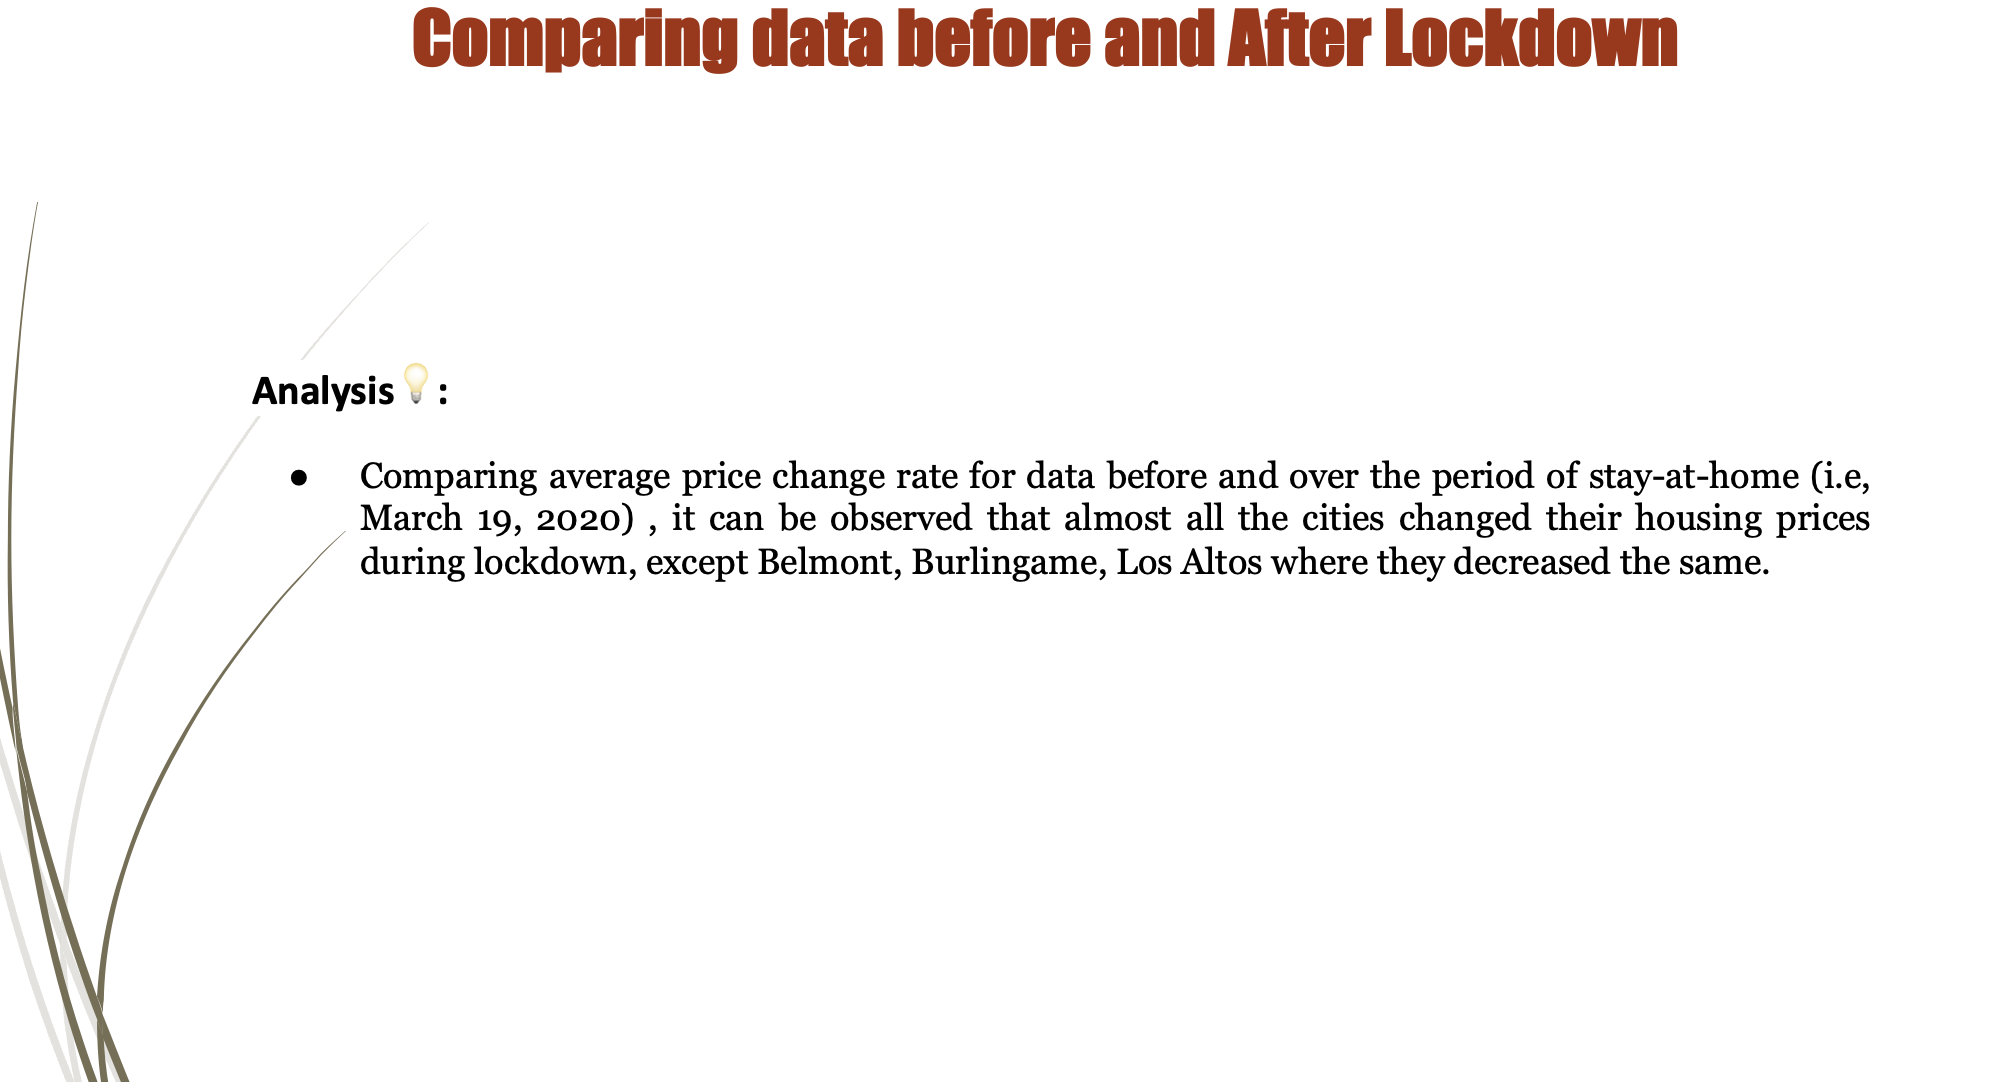 Comparing data before and After Lockdown
Analysis💡:
● Comparing average price change rate for data before and over the period of stay-at-home (i.e,
March 19, 2020) , it can be observed that almost all the cities changed their housing prices
during lockdown, except Belmont, Burlingame, Los Altos where they decreased the same.